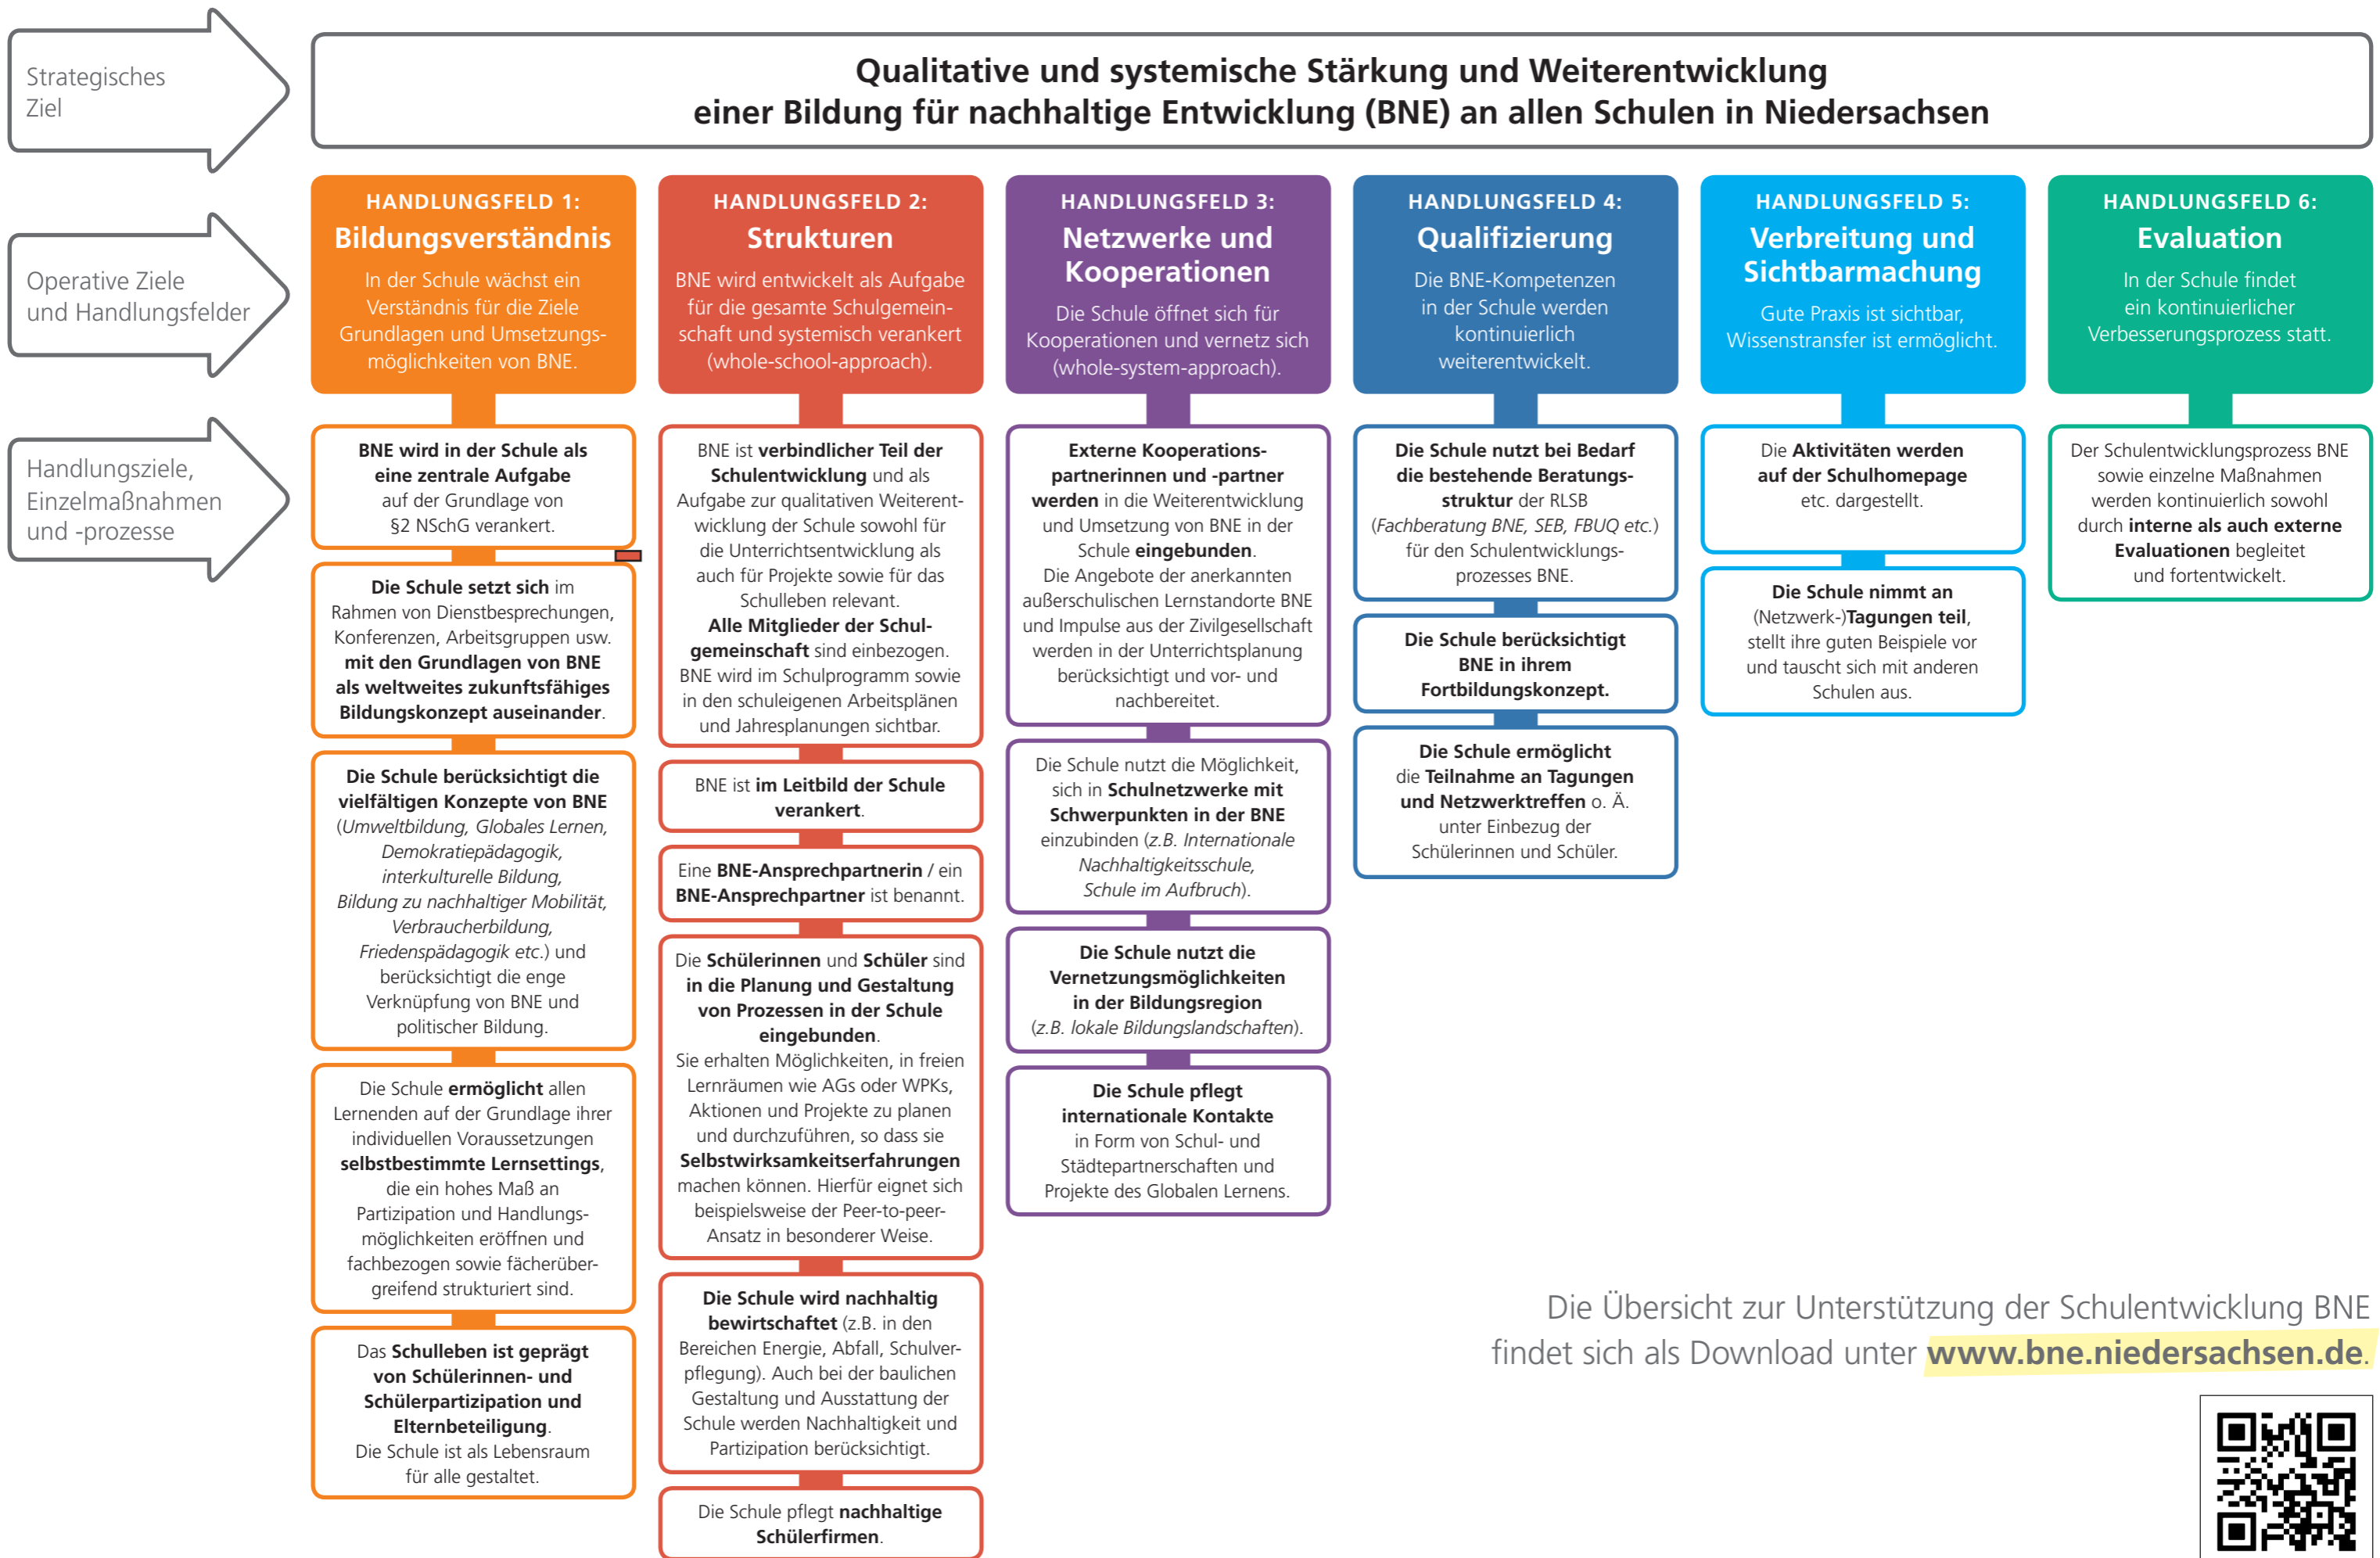 Strategisches
Ziel
Qualitative und systemische Stärkung und Weiterentwicklung
einer Bildung für nachhaltige Entwicklung (BNE) an allen Schulen in Niedersachsen
Operative Ziele
und Handlungsfelder
HANDLUNGSFELD 1:
Bildungsverständnis
In der Schule wächst ein
Verständnis für die Ziele
Grundlagen und Umsetzungs-
möglichkeiten von BNE.
HANDLUNGSFELD 2:
Strukturen
BNE wird entwickelt als Aufgabe
für die gesamte Schulgemein-
schaft und systemisch verankert
(whole-school-approach).
HANDLUNGSFELD 3:
Netzwerke und
Kooperationen
Die Schule öffnet sich für
Kooperationen und vernetz sich
(whole-system-approach).
HANDLUNGSFELD 4:
Qualifizierung
Die BNE-Kompetenzen
in der Schule werden
kontinuierlich
weiterentwickelt.
HANDLUNGSFELD 5:
Verbreitung und
Sichtbarmachung
Gute Praxis ist sichtbar,
Wissenstransfer ist ermöglicht.
HANDLUNGSFELD 6:
Evaluation
In der Schule findet
ein kontinuierlicher
Verbesserungsprozess statt.
Handlungsziele,
Einzelmaßnahmen
und -prozesse
BNE wird in der Schule als
eine zentrale Aufgabe
auf der Grundlage von
§2 NSchG verankert.
Die Schule setzt sich im
Rahmen von Dienstbesprechungen,
Konferenzen, Arbeitsgruppen usw.
mit den Grundlagen von BNE
als weltweites zukunftsfähiges
Bildungskonzept auseinander.
Die Schule berücksichtigt die
vielfältigen Konzepte von BNE
(Umweltbildung, Globales Lernen,
Demokratiepädagogik,
interkulturelle Bildung,
Bildung zu nachhaltiger Mobilität,
Verbraucherbildung,
Friedenspädagogik etc.) und
berücksichtigt die enge
Verknüpfung von BNE und
politischer Bildung.
Die Schule ermöglicht allen
Lernenden auf der Grundlage ihrer
individuellen Voraussetzungen
selbstbestimmte Lernsettings,
die ein hohes Maß an
Partizipation und Handlungs-
möglichkeiten eröffnen und
fachbezogen sowie fächerüber-
greifend strukturiert sind.
Das Schulleben ist geprägt
von Schülerinnen- und
Schülerpartizipation und
Elternbeteiligung.
Die Schule ist als Lebensraum
für alle gestaltet.
BNE ist verbindlicher Teil der
Schulentwicklung und als
Aufgabe zur qualitativen Weiterent-
wicklung der Schule sowohl für
die Unterrichtsentwicklung als
auch für Projekte sowie für das
Schulleben relevant.
Alle Mitglieder der Schul-
gemeinschaft sind einbezogen.
BNE wird im Schulprogramm sowie
in den schuleigenen Arbeitsplänen
und Jahresplanungen sichtbar.
BNE ist im Leitbild der Schule
verankert.
Eine BNE-Ansprechpartnerin / ein
BNE-Ansprechpartner ist benannt.
Die Schülerinnen und Schüler sind
in die Planung und Gestaltung
von Prozessen in der Schule
eingebunden.
Sie erhalten Möglichkeiten, in freien
Lernräumen wie AGs oder WPKs,
Aktionen und Projekte zu planen
und durchzuführen, so dass sie
Selbstwirksamkeitserfahrungen
machen können. Hierfür eignet sich
beispielsweise der Peer-to-peer-
Ansatz in besonderer Weise.
Die Schule wird nachhaltig
bewirtschaftet (z.B. in den
Bereichen Energie, Abfall, Schulver-
pflegung). Auch bei der baulichen
Gestaltung und Ausstattung der
Schule werden Nachhaltigkeit und
Partizipation berücksichtigt.
Die Schule pflegt nachhaltige
Schülerfirmen.
Externe Kooperations-
partnerinnen und -partner
werden in die Weiterentwicklung
und Umsetzung von BNE in der
Schule eingebunden.
Die Angebote der anerkannten
außerschulischen Lernstandorte BNE
und Impulse aus der Zivilgesellschaft
werden in der Unterrichtsplanung
berücksichtigt und vor- und
nachbereitet.
Die Schule nutzt die Möglichkeit,
sich in Schulnetzwerke mit
Schwerpunkten in der BNE
einzubinden (z.B. Internationale
Nachhaltigkeitsschule,
Schule im Aufbruch).
Die Schule nutzt die
Vernetzungsmöglichkeiten
in der Bildungsregion
(z.B. lokale Bildungslandschaften).
Die Schule pflegt
internationale Kontakte
in Form von Schul- und
Städtepartnerschaften und
Projekte des Globalen Lernens.
Die Schule nutzt bei Bedarf
die bestehende Beratungs-
struktur der RLSB
(Fachberatung BNE, SEB, FBUQ etc.)
für den Schulentwicklungs-
prozesses BNE.
Die Schule berücksichtigt
BNE in ihrem
Fortbildungskonzept.
Die Schule ermöglicht
die Teilnahme an Tagungen
und Netzwerktreffen o. Ä.
unter Einbezug der
Schülerinnen und Schüler.
Die Aktivitäten werden
auf der Schulhomepage
etc. dargestellt.
Die Schule nimmt an
(Netzwerk-)Tagungen teil,
stellt ihre guten Beispiele vor
und tauscht sich mit anderen
Schulen aus.
Der Schulentwicklungsprozess BNE
sowie einzelne Maßnahmen
werden kontinuierlich sowohl
durch interne als auch externe
Evaluationen begleitet
und fortentwickelt.
Die Übersicht zur Unterstützung der Schulentwicklung BNE
findet sich als Download unter www.bne.niedersachsen.de.